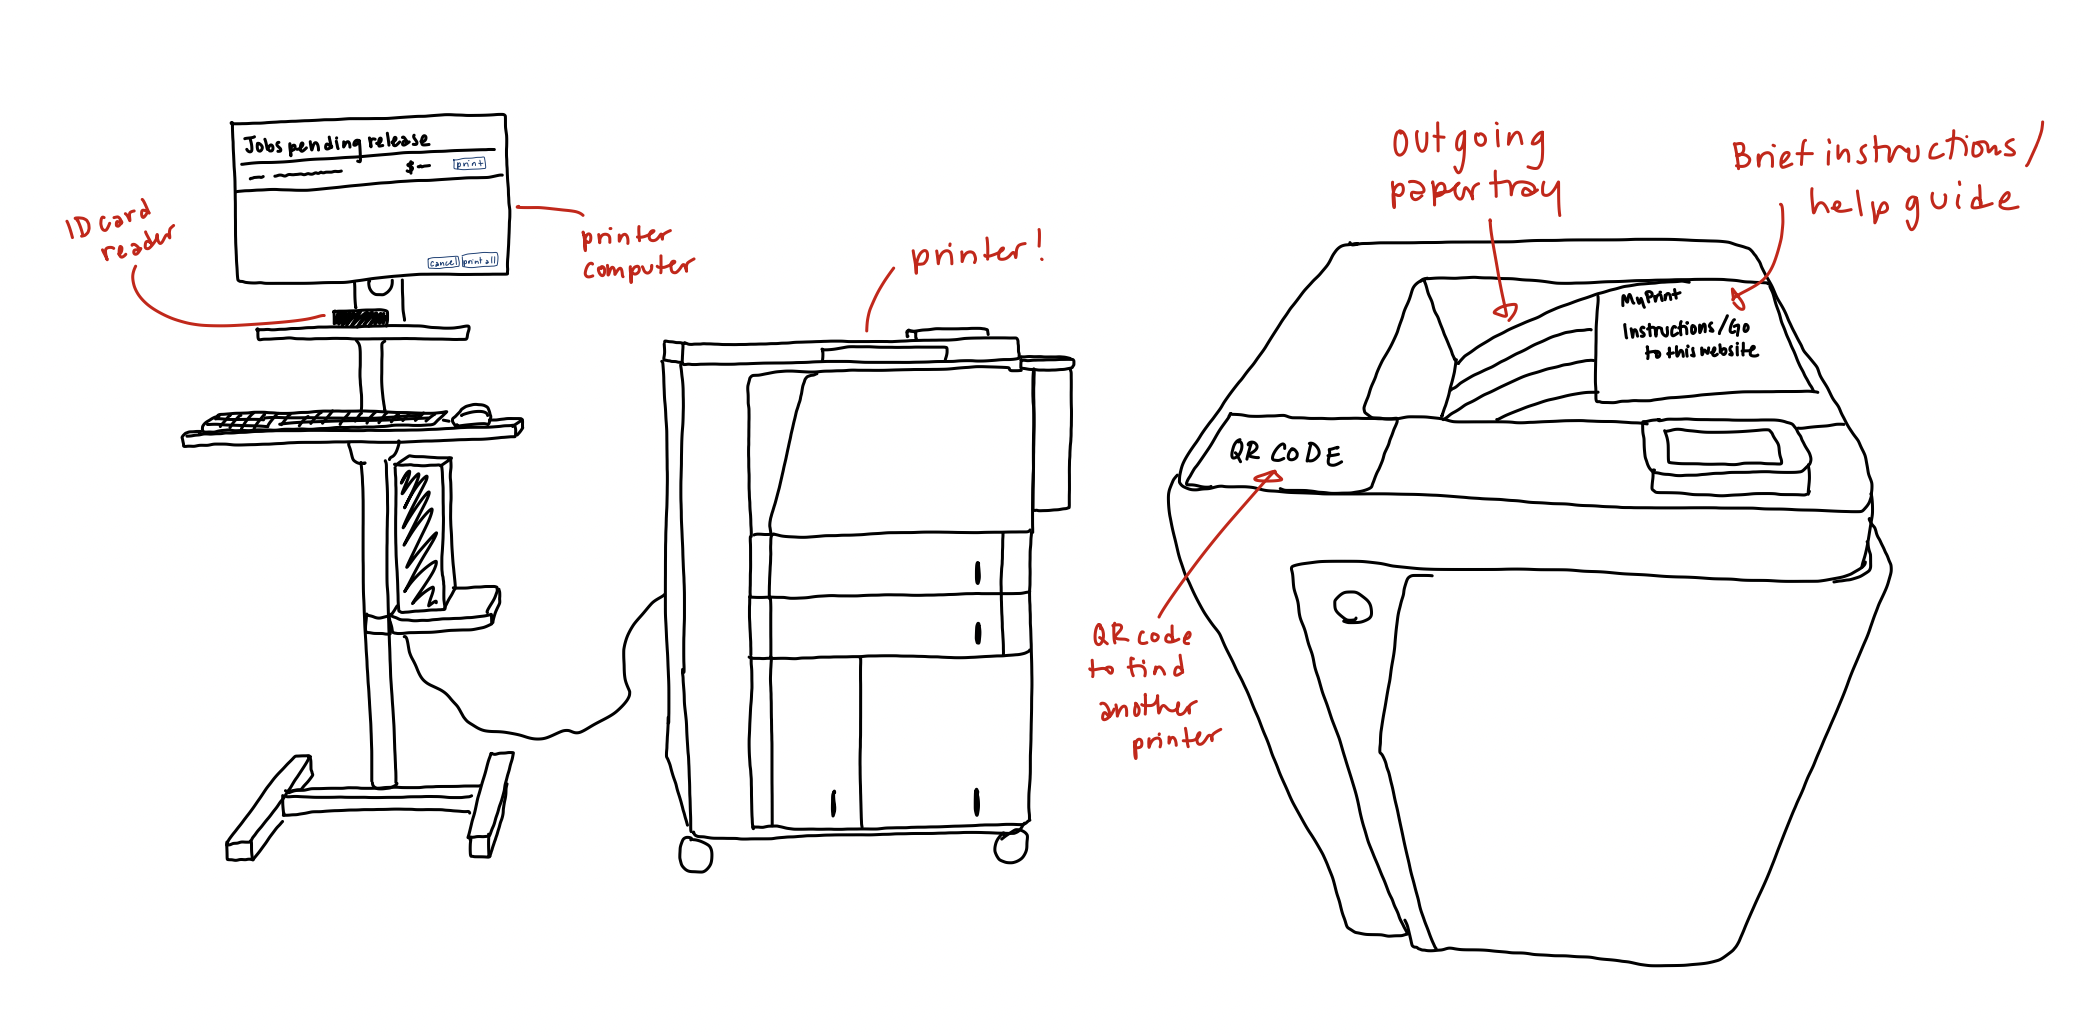 Jobs pending release
$
print
cancel
print all
ID card
reader
printer
computer
printer!
outgoing
paper tray
Brief instructions/
help guide
MyPrint
Instructions/Go
to this website
QR CODE
QR code
to find
another
printer